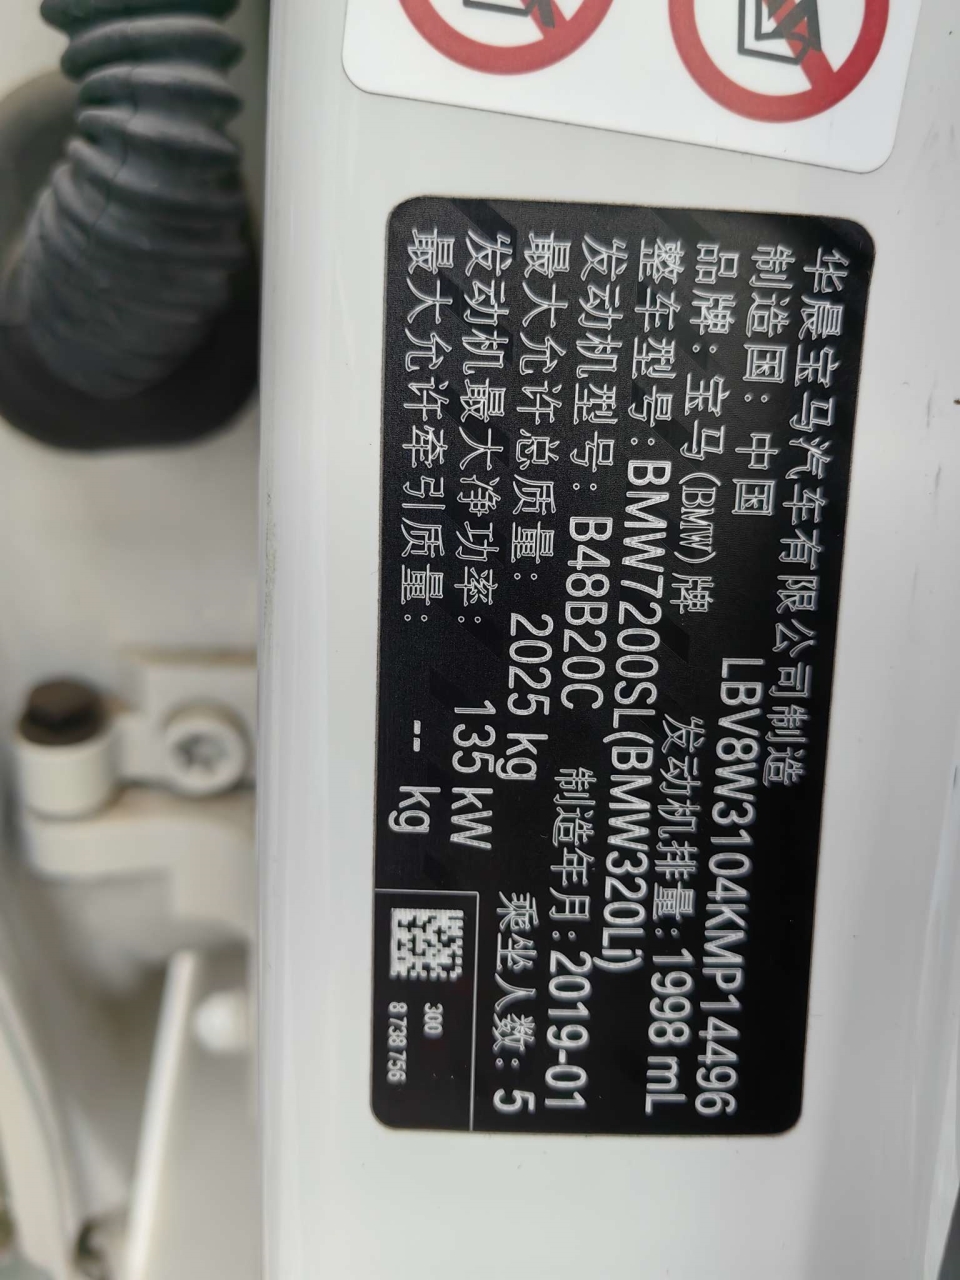 华晨宝马汽车有限公司制造
制造国：中国 LBV8W3104KMP14496
品牌：宝马(BMW)牌 发动机排量：1998 mL
整车型号：BMW7200SL(BMW320Li)
发动机型号：B48B20C 制造年月：2019-01
最大允许总质量：2025 kg 乘坐人数：5
发动机最大净功率：135 kW
最大允许牵引质量：-- kg
300
8 738 756